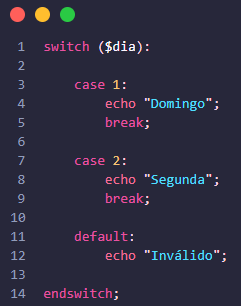 1 switch ($dia):
2
3     case 1:
4         echo "Domingo";
5         break;
6
7     case 2:
8         echo "Segunda";
9         break;
10
11     default:
12         echo "Inválido";
13
14 endswitch;